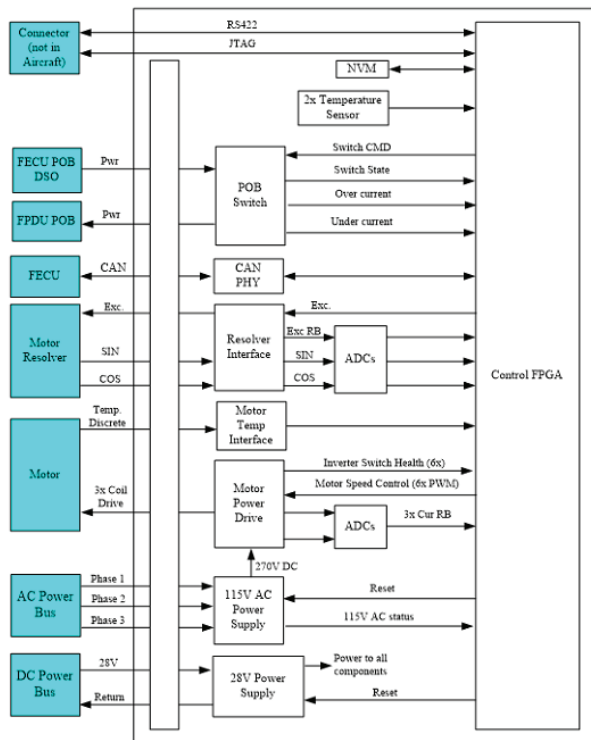 Connector
(not in
Aircraft)
RS422
JTAG
NVM
2x Temperature
Sensor
FECU POB
DSO
Pwr
FPDU POB
Pwr
POB
Switch
Switch CMD
Switch State
Over current
Under current
FECU
CAN
CAN
PHY
Motor
Resolver
Exc.
SIN
COS
Resolver
Interface
Exc.
Exc RB
SIN
COS
ADCs
Control FPGA
Motor
Temp.
Discrete
3x Coil
Drive
Motor
Temp
Interface
Motor
Power
Drive
Inverter Switch Health (6x)
Motor Speed Control (6x PWM)
ADCs
3x Cur RB
270V DC
AC Power
Bus
Phase 1
Phase 2
Phase 3
115V AC
Power
Supply
Reset
115V AC status
DC Power
Bus
28V
Return
28V Power
Supply
Power to all
components
Reset